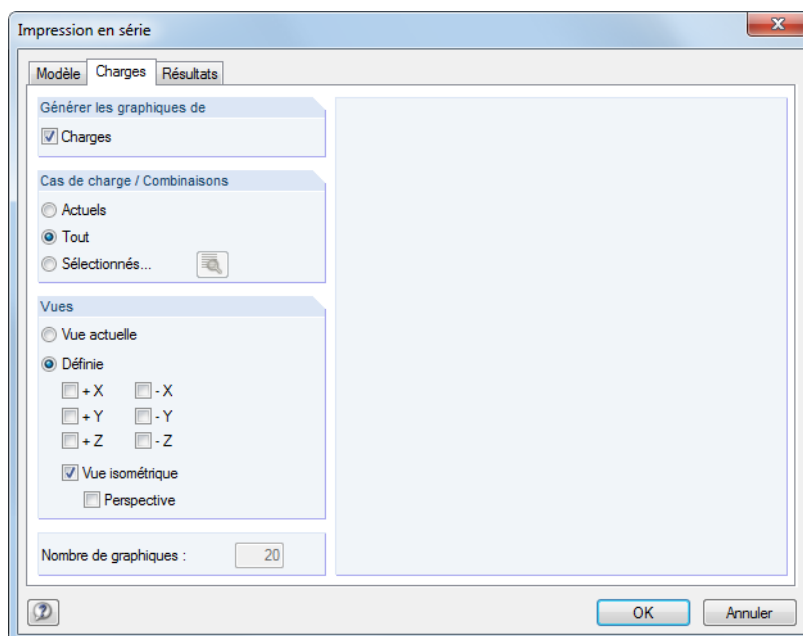 Impression en série
Modèle Charges Résultats
Générer les graphiques de
Charges
Cas de charge / Combinaisons
Actuels
Tout
Sélectionnés...
Vues
Vue actuelle
Définie
+ X - X
+ Y - Y
+ Z - Z
Vue isométrique
Perspective
Nombre de graphiques : 20
OK Annuler